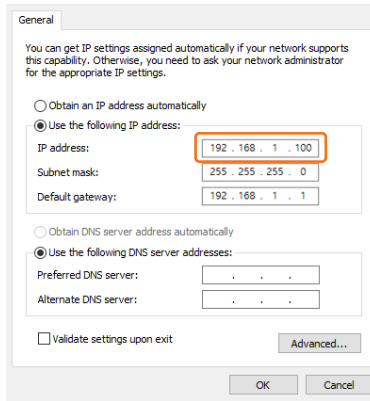 General
You can get IP settings assigned automatically if your network supports
this capability. Otherwise, you need to ask your network administrator
for the appropriate IP settings.
Obtain an IP address automatically
Use the following IP address:
IP address: 192 . 168 . 1 . 100
Subnet mask: 255 . 255 . 255 . 0
Default gateway: 192 . 168 . 1 . 1
Obtain DNS server address automatically
Use the following DNS server addresses:
Preferred DNS server: . . .
Alternate DNS server: . . .
Validate settings upon exit
Advanced...
OK Cancel